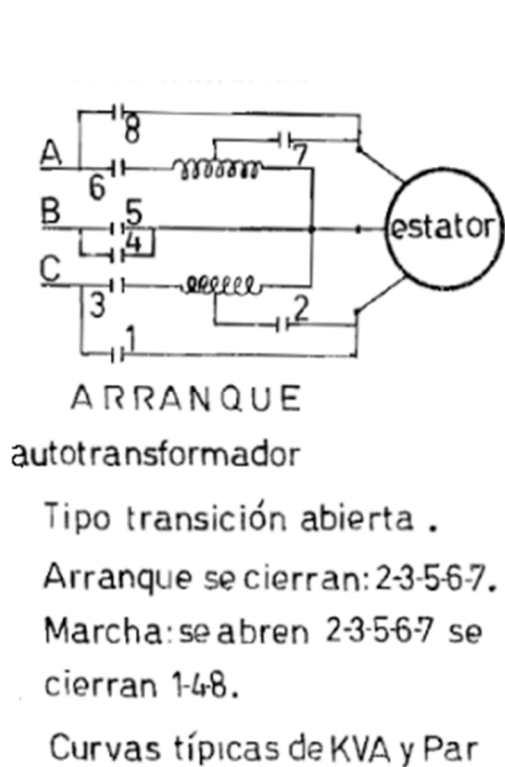 8
A
7
6
B
5
estator
4
C
3
2
1
ARRANQUE
autotransformador
Tipo transición abierta .
Arranque se cierran: 2-3-5-6-7.
Marcha: se abren 2-3-5-6-7 se
cierran 1-4-8.
Curvas típicas de KVA y Par